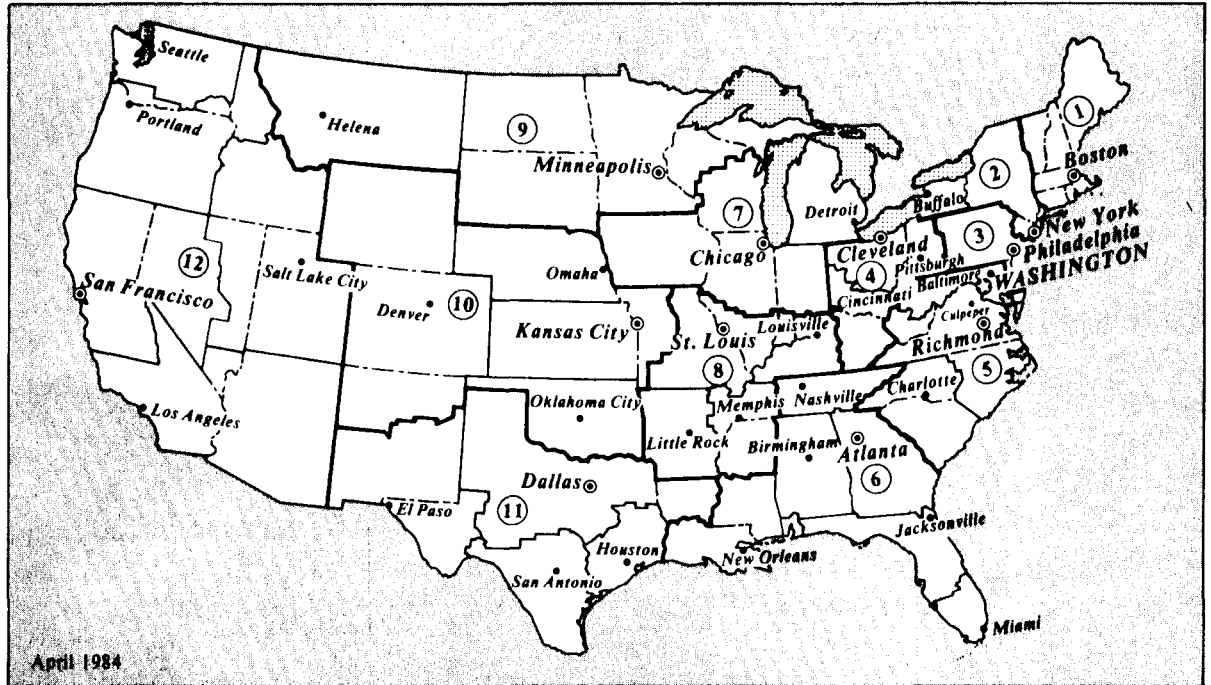 Seattle
Portland
Helena
9
Minneapolis
1
Boston
2
Buffalo
7
Detroit
Chicago
Cleveland
3
New York
Philadelphia
4
Pittsburgh
WASHINGTON
Baltimore
Cincinnati
12
Salt Lake City
San Francisco
Omaha
Denver
10
Kansas City
St. Louis
Louisville
Culpeper
Richmond
8
5
Charlotte
Los Angeles
Oklahoma City
Memphis
Nashville
Little Rock
Birmingham
Atlanta
6
Dallas
El Paso
11
Jacksonville
Houston
New Orleans
San Antonio
Miami
April 1984